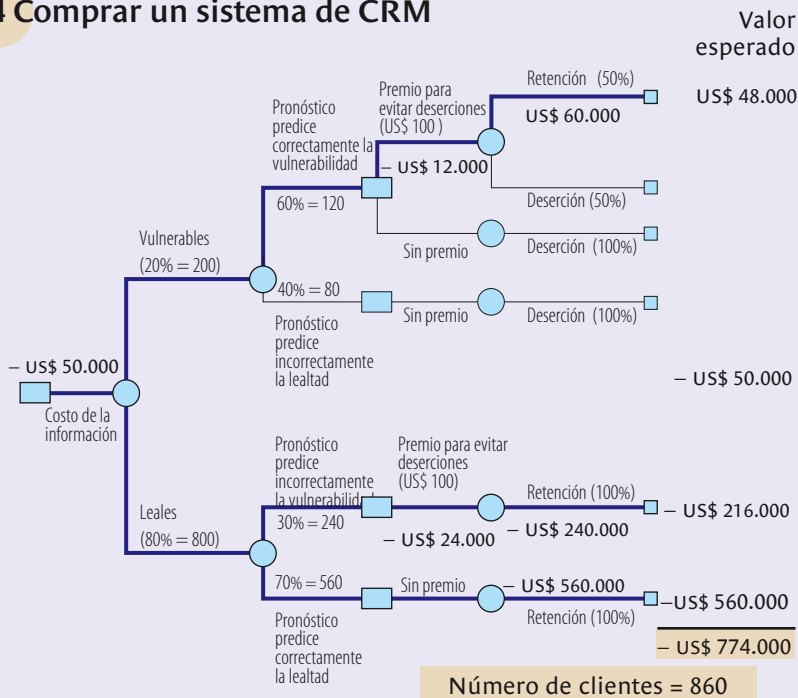 4 Comprar un sistema de CRM
Valor
esperado
Pronóstico
predice
correctamente la
vulnerabilidad
Premio para
evitar deserciones
(US$ 100 )
Retención (50%)
US$ 60.000
US$ 48.000
– US$ 12.000
60% = 120
Deserción (50%)
Sin premio
Deserción (100%)
Vulnerables
(20% = 200)
40% = 80
Sin premio
Deserción (100%)
Pronóstico
predice
incorrectamente
la lealtad
– US$ 50.000
– US$ 50.000
Costo de la
información
Pronóstico
predice
incorrectamente
la vulnerabilidad
Premio para evitar
deserciones
(US$ 100)
Retención (100%)
– US$ 216.000
Leales
(80% = 800)
30% = 240
– US$ 24.000
– US$ 240.000
70% = 560
Sin premio
– US$ 560.000
–US$ 560.000
Retención (100%)
Pronóstico
predice
correctamente
la lealtad
– US$ 774.000
Número de clientes = 860